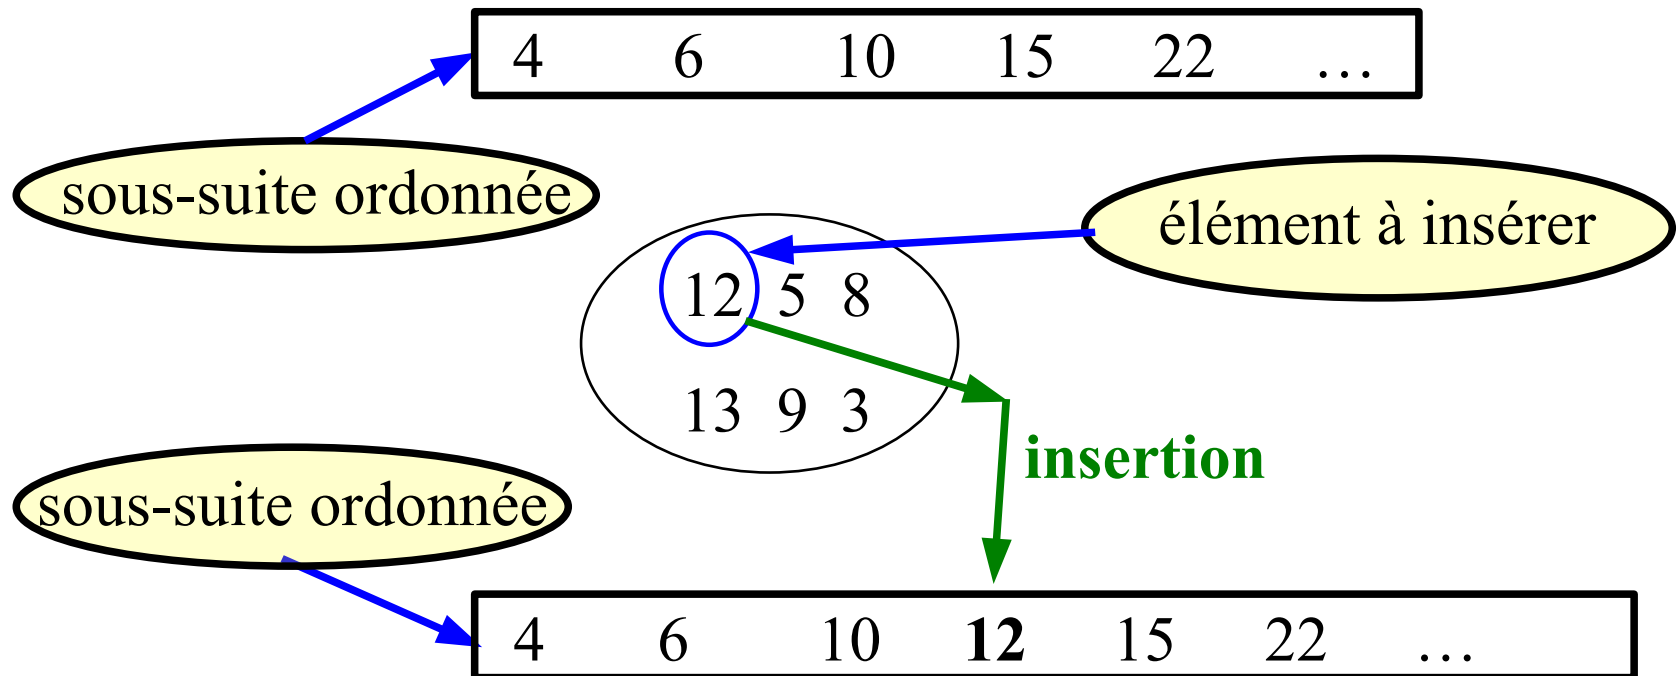 4 6 10 15 22 …
sous-suite ordonnée
élément à insérer
12 5 8
13 9 3
insertion
sous-suite ordonnée
4 6 10 12 15 22 …